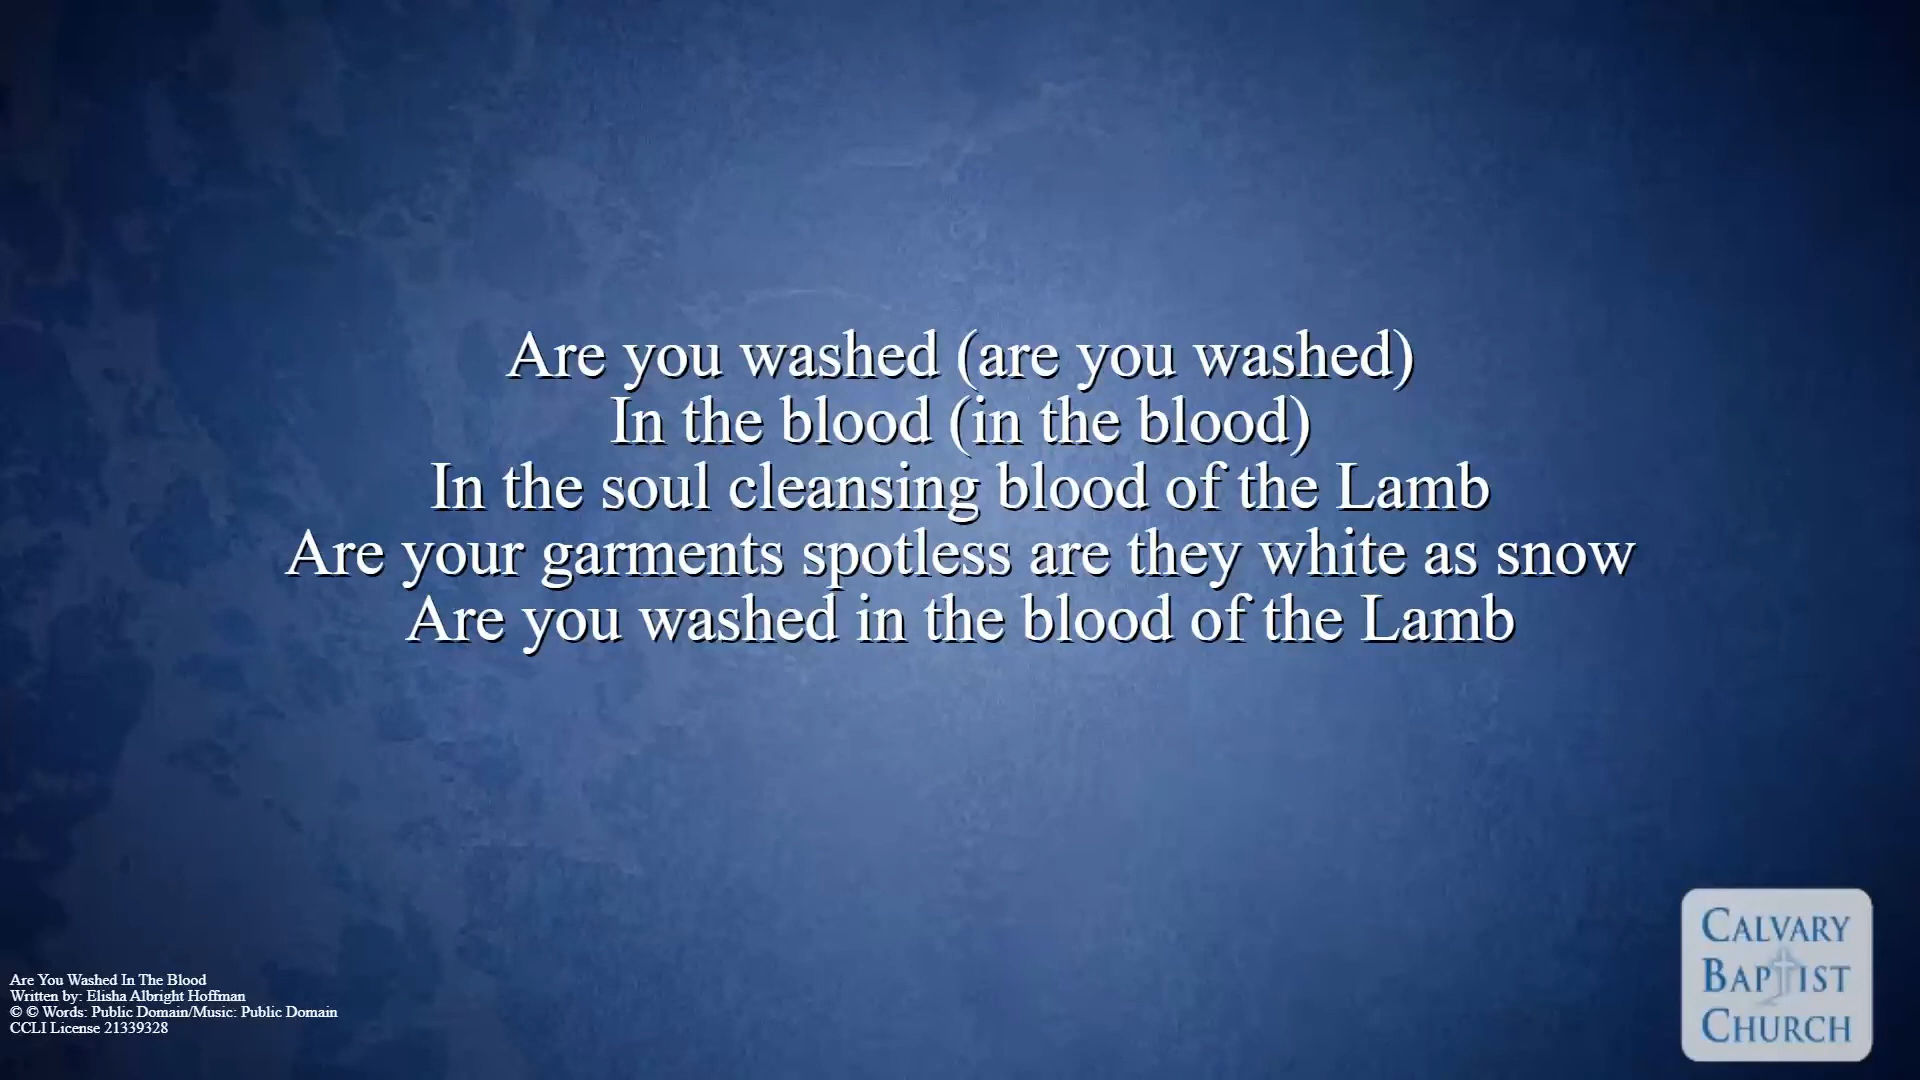 Are you washed (are you washed)
In the blood (in the blood)
In the soul cleansing blood of the Lamb
Are your garments spotless are they white as snow
Are you washed in the blood of the Lamb
Are You Washed In The Blood
Written by: Elisha Albright Hoffman
© © Words: Public Domain/Music: Public Domain
CCLI License 21339328
CALVARY
BAPTIST
CHURCH